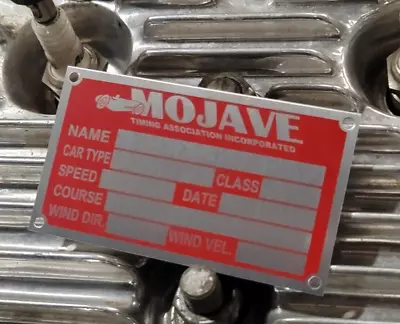 MOJAVE
TIMING ASSOCIATION INCORPORATED
NAME
CAR TYPE
SPEED CLASS
COURSE DATE
WIND DIR. WIND VEL.